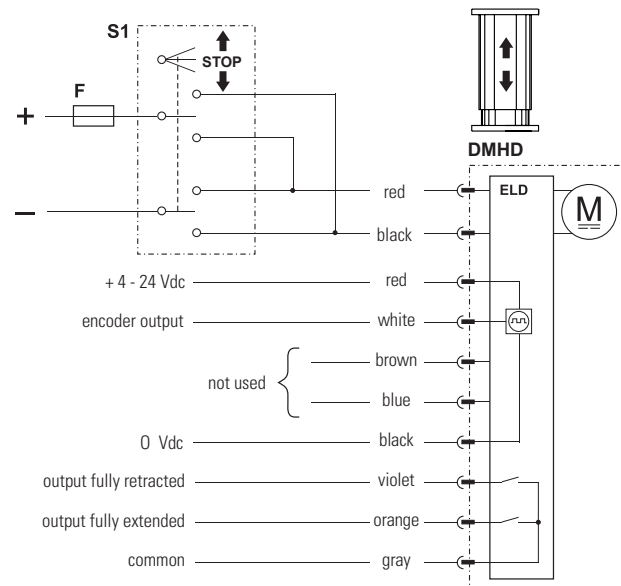 S1
STOP
F
+
—
DMHD
ELD
M
red
black
+ 4 - 24 Vdc red
encoder output white
brown
not used
blue
0 Vdc black
output fully retracted violet
output fully extended orange
common gray